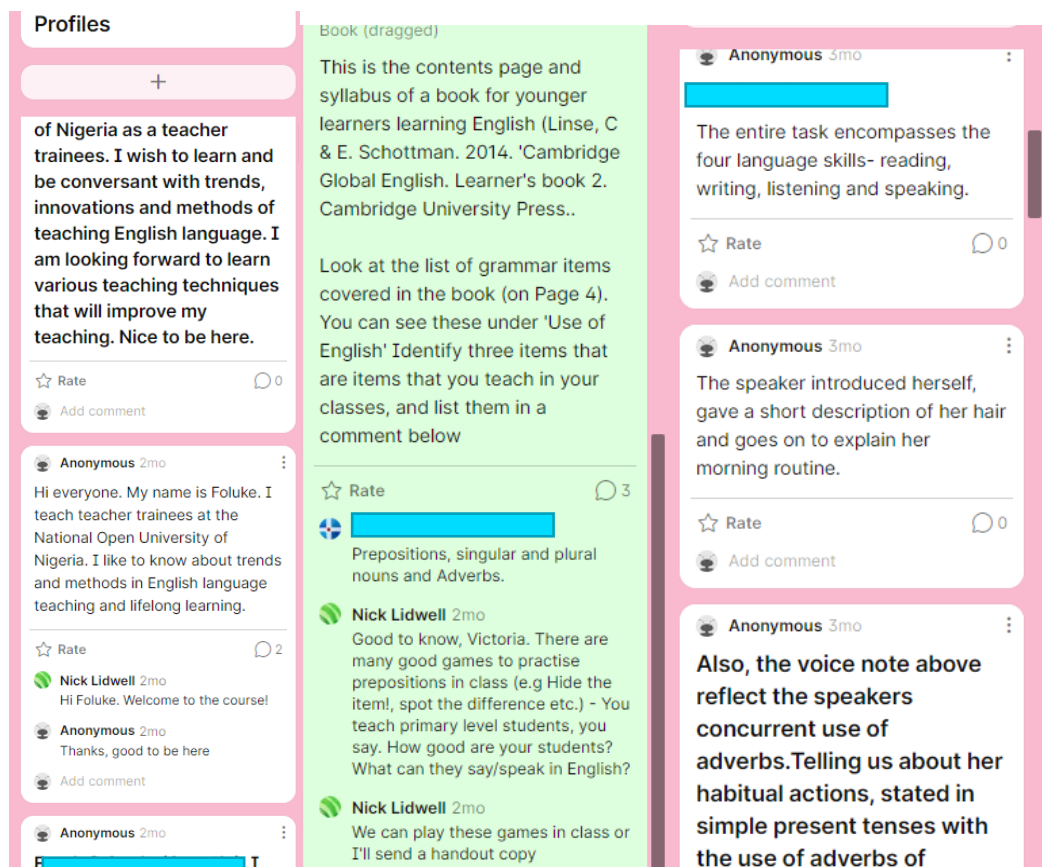 Profiles
+
of Nigeria as a teacher
trainees. I wish to learn and
be conversant with trends,
innovations and methods of
teaching English language. I
am looking forward to learn
various teaching techniques
that will improve my
teaching. Nice to be here.
Rate 0
Add comment
Anonymous 2mo
Hi everyone. My name is Foluke. I
teach teacher trainees at the
National Open University of
Nigeria. I like to know about trends
and methods in English language
teaching and lifelong learning.
Rate 2
Nick Lidwell 2mo
Hi Foluke. Welcome to the course!
Anonymous 2mo
Thanks, good to be here
Add comment
Anonymous 2mo
I
Book (dragged)
This is the contents page and
syllabus of a book for younger
learners learning English (Linse, C
& E. Schottman. 2014. 'Cambridge
Global English. Learner's book 2.
Cambridge University Press..
Look at the list of grammar items
covered in the book (on Page 4).
You can see these under 'Use of
English' Identify three items that
are items that you teach in your
classes, and list them in a
comment below
Rate 3
Prepositions, singular and plural
nouns and Adverbs.
Nick Lidwell 2mo
Good to know, Victoria. There are
many good games to practise
prepositions in class (e.g Hide the
item!, spot the difference etc.) - You
teach primary level students, you
say. How good are your students?
What can they say/speak in English?
Nick Lidwell 2mo
We can play these games in class or
I'll send a handout copy
Anonymous 3mo
The entire task encompasses the
four language skills- reading,
writing, listening and speaking.
Rate 0
Add comment
Anonymous 3mo
The speaker introduced herself,
gave a short description of her hair
and goes on to explain her
morning routine.
Rate 0
Add comment
Anonymous 3mo
Also, the voice note above
reflect the speakers
concurrent use of
adverbs.Telling us about her
habitual actions, stated in
simple present tenses with
the use of adverbs of